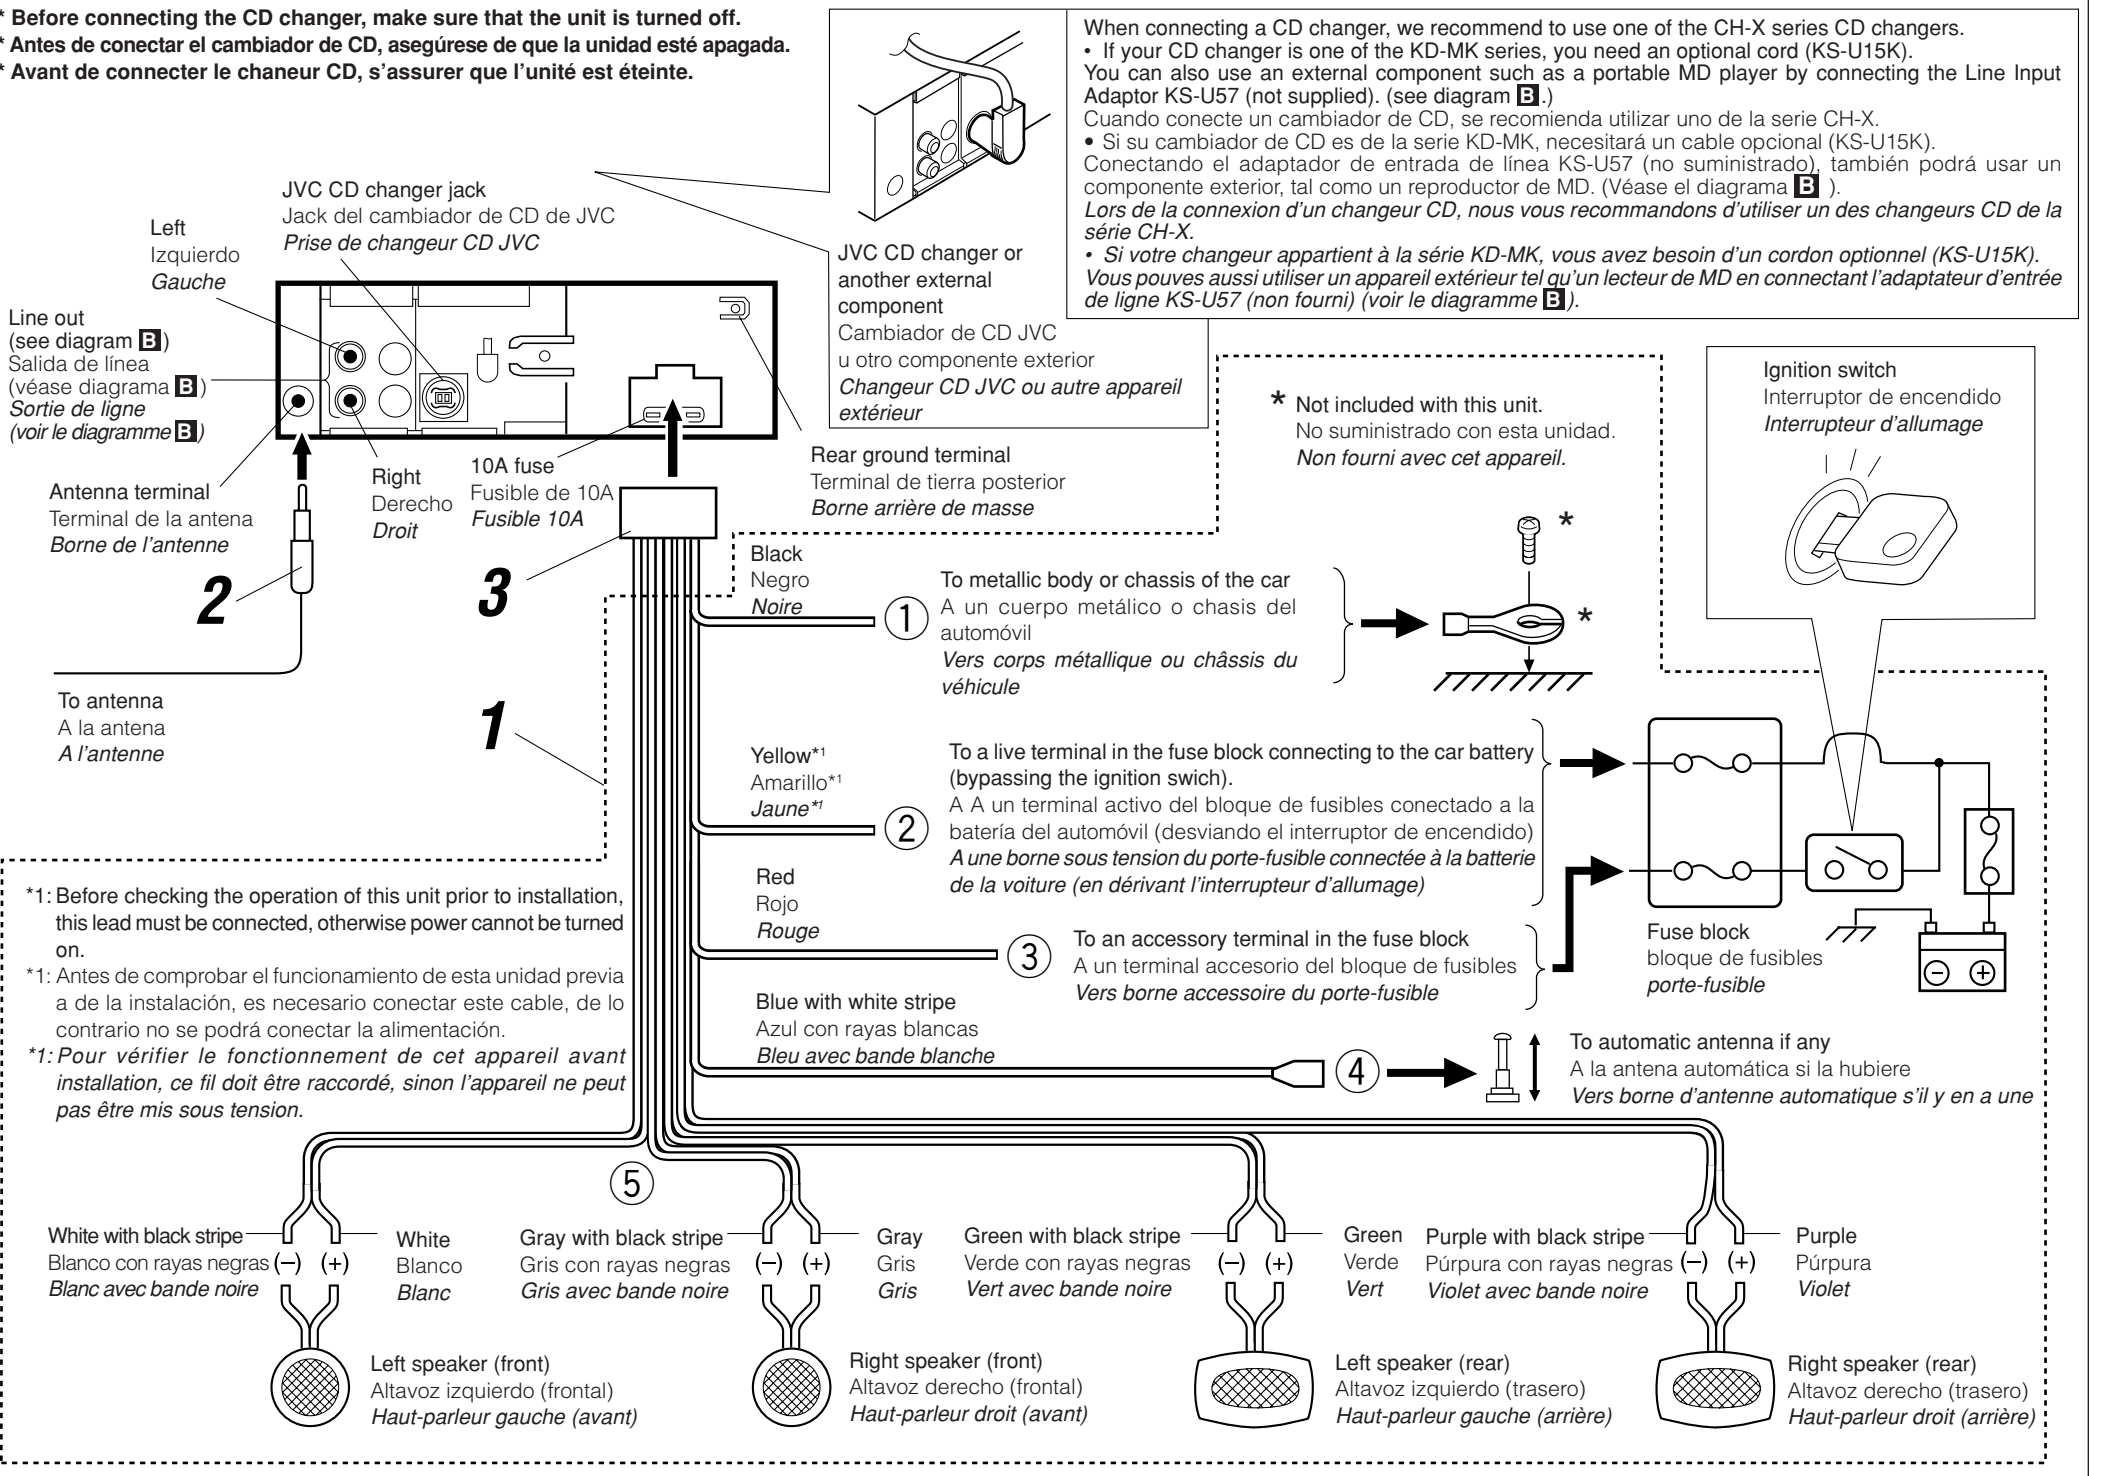 * Before connecting the CD changer, make sure that the unit is turned off.
* Antes de conectar el cambiador de CD, asegúrese de que la unidad esté apagada.
* Avant de connecter le chaneur CD, s'assurer que l'unité est éteinte.
When connecting a CD changer, we recommend to use one of the CH-X series CD changers.
• If your CD changer is one of the KD-MK series, you need an optional cord (KS-U15K).
You can also use an external component such as a portable MD player by connecting the Line Input
Adaptor KS-U57 (not supplied). (see diagram B.)
Cuando conecte un cambiador de CD, se recomienda utilizar uno de la serie CH-X.
• Si su cambiador de CD es de la serie KD-MK, necesitará un cable opcional (KS-U15K).
Conectando el adaptador de entrada de línea KS-U57 (no suministrado), también podrá usar un
componente exterior, tal como un reproductor de MD. (Véase el diagrama B ).
Lors de la connexion d'un changeur CD, nous vous recommandons d'utiliser un des changeurs CD de la
série CH-X.
• Si votre changeur appartient à la série KD-MK, vous avez besoin d'un cordon optionnel (KS-U15K).
Vous pouves aussi utiliser un appareil extérieur tel qu'un lecteur de MD en connectant l'adaptateur d'entrée
de ligne KS-U57 (non fourni) (voir le diagramme B).
JVC CD changer jack
Jack del cambiador de CD de JVC
Prise de changeur CD JVC
Left
Izquierdo
Gauche
JVC CD changer or
another external
component
Cambiador de CD JVC
u otro componente exterior
Changeur CD JVC ou autre appareil
extérieur
Line out
(see diagram B)
Salida de línea
(véase diagrama B)
Sortie de ligne
(voir le diagramme B)
Ignition switch
Interruptor de encendido
Interrupteur d'allumage
* Not included with this unit.
No suministrado con esta unidad.
Non fourni avec cet appareil.
Antenna terminal
Terminal de la antena
Borne de l'antenne
Right
Derecho
Droit
10A fuse
Fusible de 10A
Fusible 10A
Rear ground terminal
Terminal de tierra posterior
Borne arrière de masse
2
3
*
*
Black
Negro
Noire
1
To metallic body or chassis of the car
A un cuerpo metálico o chasis del
automóvil
Vers corps métallique ou châssis du
véhicule
To antenna
A la antena
A l'antenne
1
Yellow*1
Amarillo*1
Jaune*1
2
To a live terminal in the fuse block connecting to the car battery
(bypassing the ignition swich).
A A un terminal activo del bloque de fusibles conectado a la
batería del automóvil (desviando el interruptor de encendido)
A une borne sous tension du porte-fusible connectée à la batterie
de la voiture (en dérivant l'interrupteur d'allumage)
Red
Rojo
Rouge
3
To an accessory terminal in the fuse block
A un terminal accesorio del bloque de fusibles
Vers borne accessoire du porte-fusible
Fuse block
bloque de fusibles
porte-fusible
− +
*1: Before checking the operation of this unit prior to installation,
this lead must be connected, otherwise power cannot be turned
on.
*1: Antes de comprobar el funcionamiento de esta unidad previa
a de la instalación, es necesario conectar este cable, de lo
contrario no se podrá conectar la alimentación.
*1: Pour vérifier le fonctionnement de cet appareil avant
installation, ce fil doit être raccordé, sinon l'appareil ne peut
pas être mis sous tension.
Blue with white stripe
Azul con rayas blancas
Bleu avec bande blanche
4
To automatic antenna if any
A la antena automática si la hubiere
Vers borne d'antenne automatique s'il y en a une
5
White with black stripe
Blanco con rayas negras
Blanc avec bande noire
(−) (+)
White
Blanco
Blanc
Gray with black stripe
Gris con rayas negras
Gris avec bande noire
(−) (+)
Gray
Gris
Gris
Green with black stripe
Verde con rayas negras
Vert avec bande noire
(−) (+)
Green
Verde
Vert
Purple with black stripe
Púrpura con rayas negras
Violet avec bande noire
(−) (+)
Purple
Púrpura
Violet
Left speaker (front)
Altavoz izquierdo (frontal)
Haut-parleur gauche (avant)
Right speaker (front)
Altavoz derecho (frontal)
Haut-parleur droit (avant)
Left speaker (rear)
Altavoz izquierdo (trasero)
Haut-parleur gauche (arrière)
Right speaker (rear)
Altavoz derecho (trasero)
Haut-parleur droit (arrière)